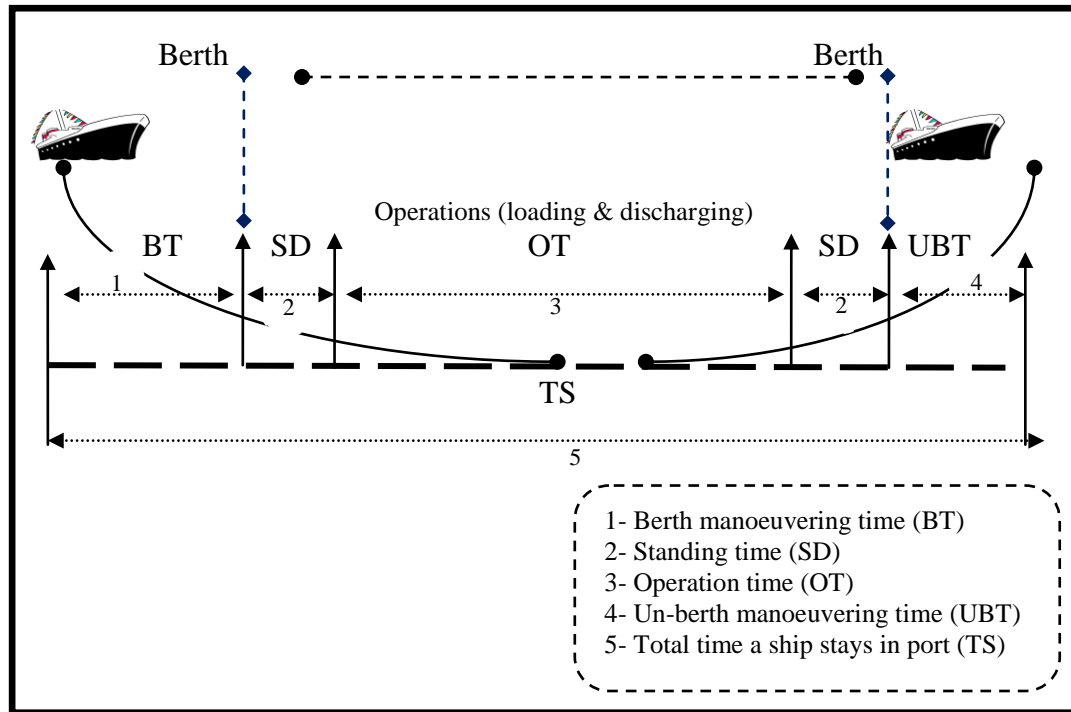 Berth
Berth
Operations (loading & discharging)
BT
SD
OT
SD
UBT
1
2
3
2
4
TS
5
1- Berth manoeuvering time (BT)
2- Standing time (SD)
3- Operation time (OT)
4- Un-berth manoeuvering time (UBT)
5- Total time a ship stays in port (TS)